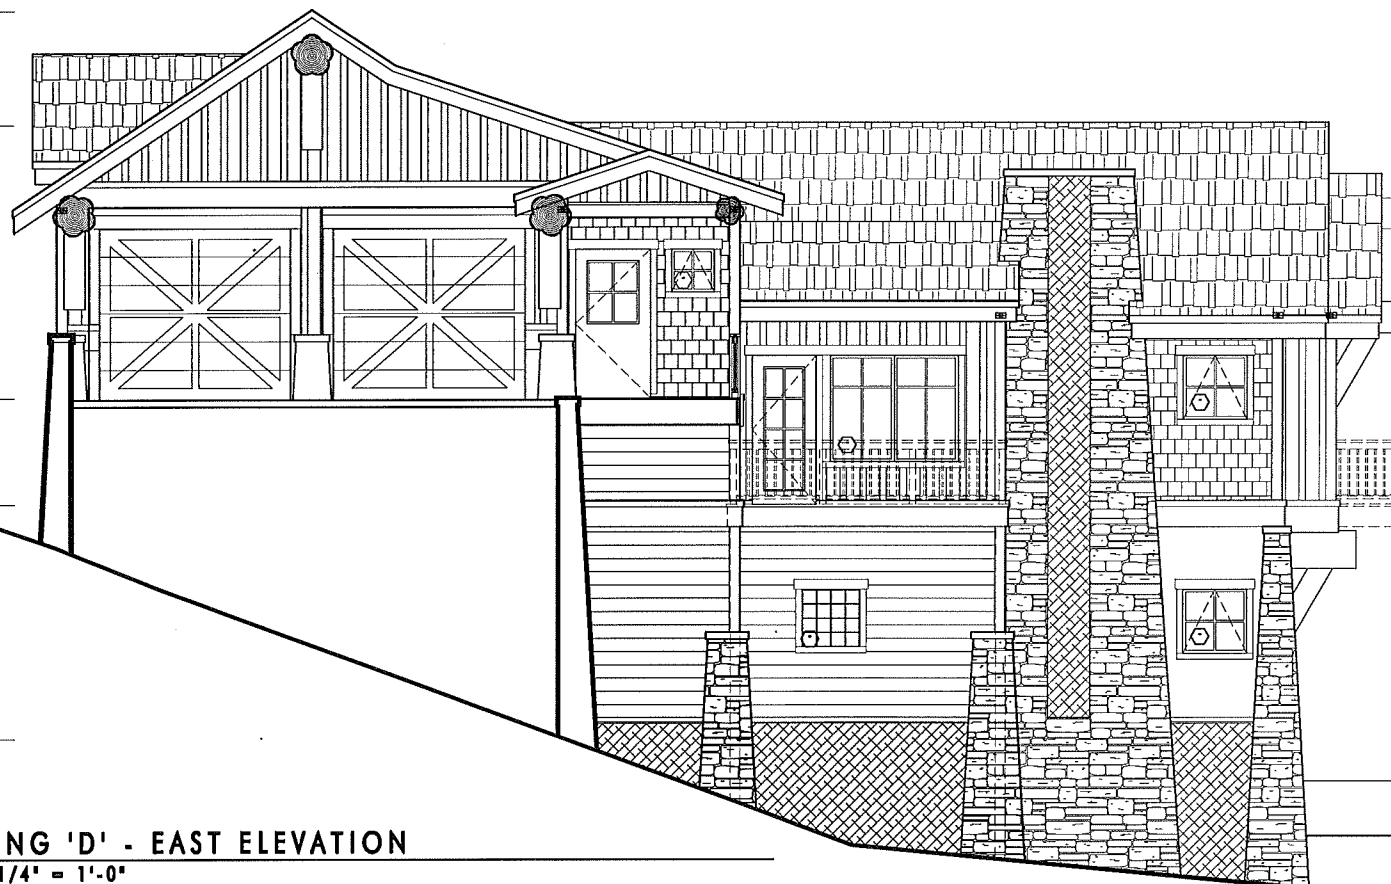 NG 'D' - EAST ELEVATION
1/4" = 1'-0"